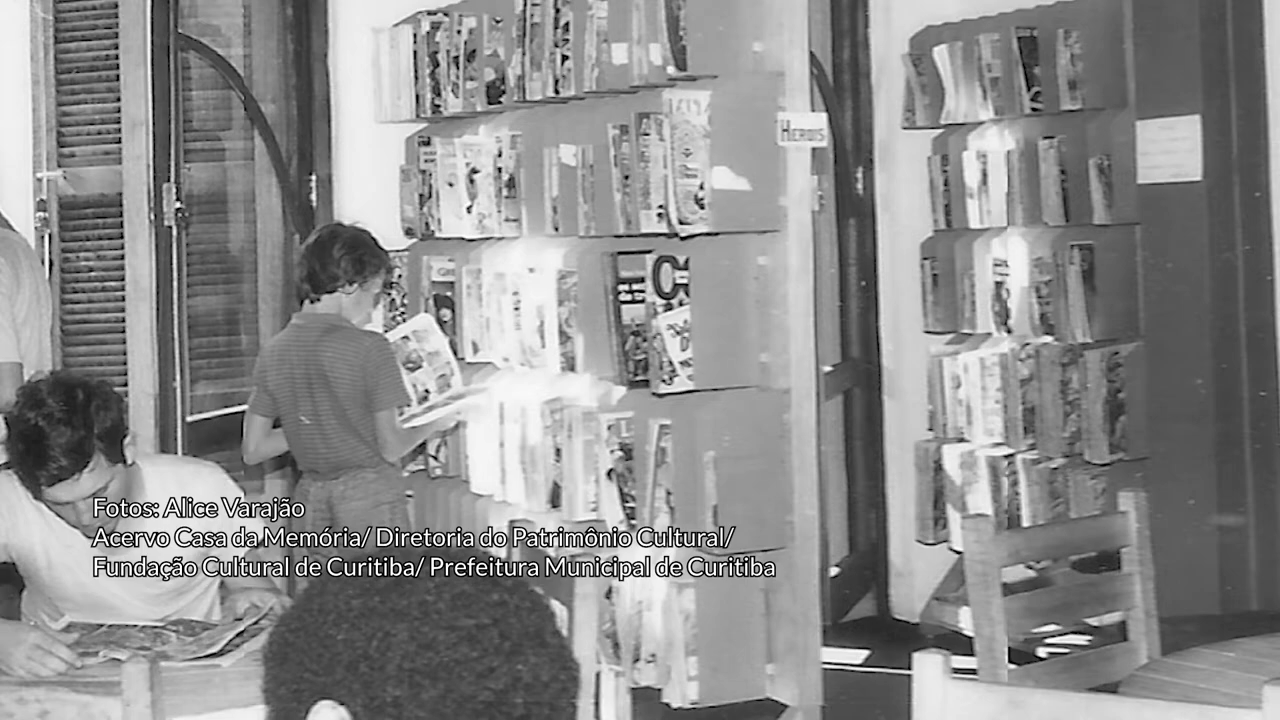 HEROIS
Fotos: Alice Varajão
Acervo Casa da Memória/ Diretoria do Patrimônio Cultural/
Fundação Cultural de Curitiba/ Prefeitura Municipal de Curitiba